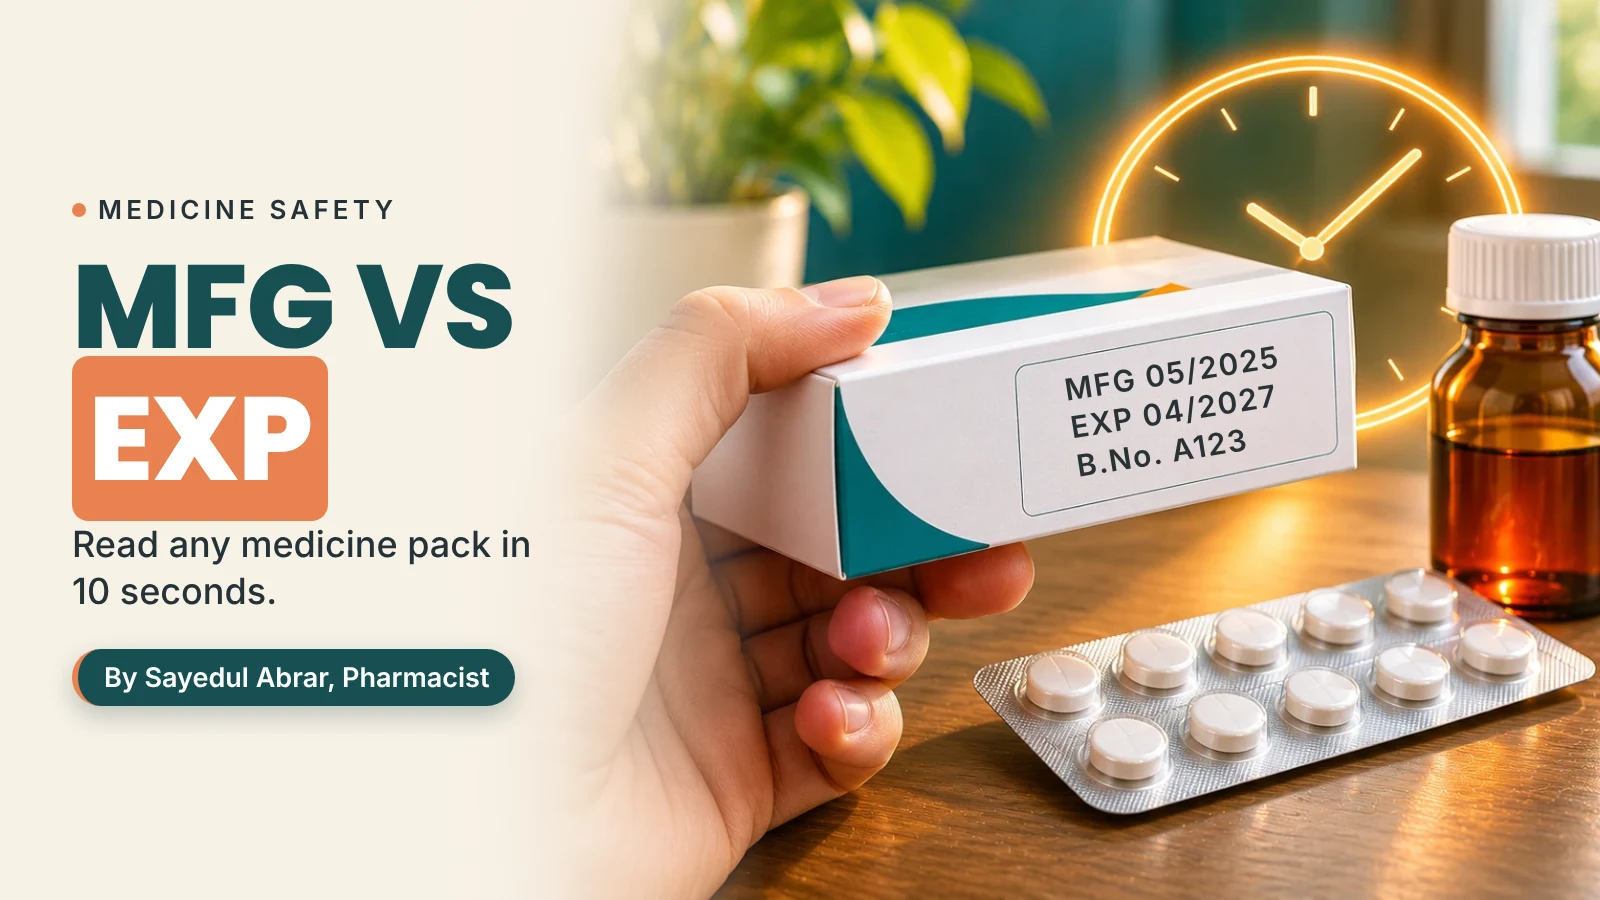 MEDICINE SAFETY
MFG VS
EXP
Read any medicine pack in
10 seconds.
By Sayedul Abrar, Pharmacist
MFG 05/2025
EXP 04/2027
B.No. A123